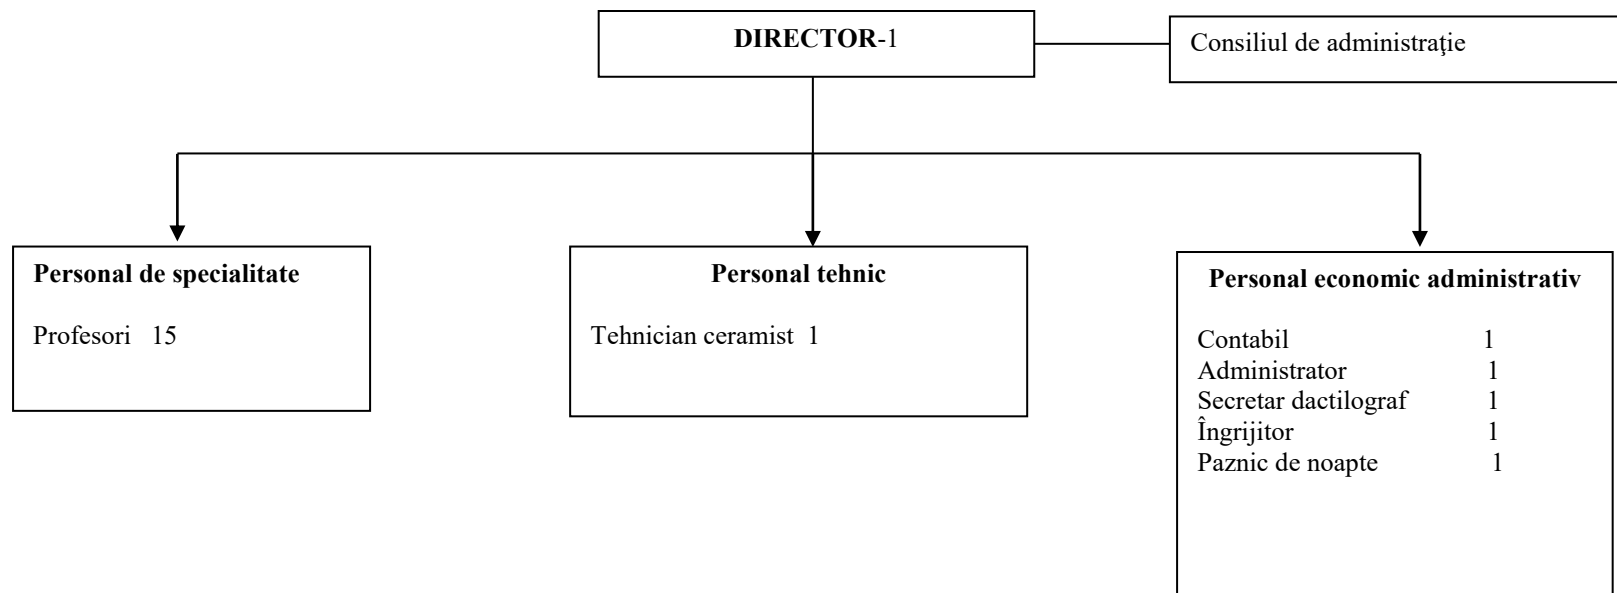 DIRECTOR-1
Consiliul de administraţie
Personal de specialitate
Profesori 15
Personal tehnic
Tehnician ceramist 1
Personal economic administrativ
Contabil 1
Administrator 1
Secretar dactilograf 1
Îngrijitor 1
Paznic de noapte 1